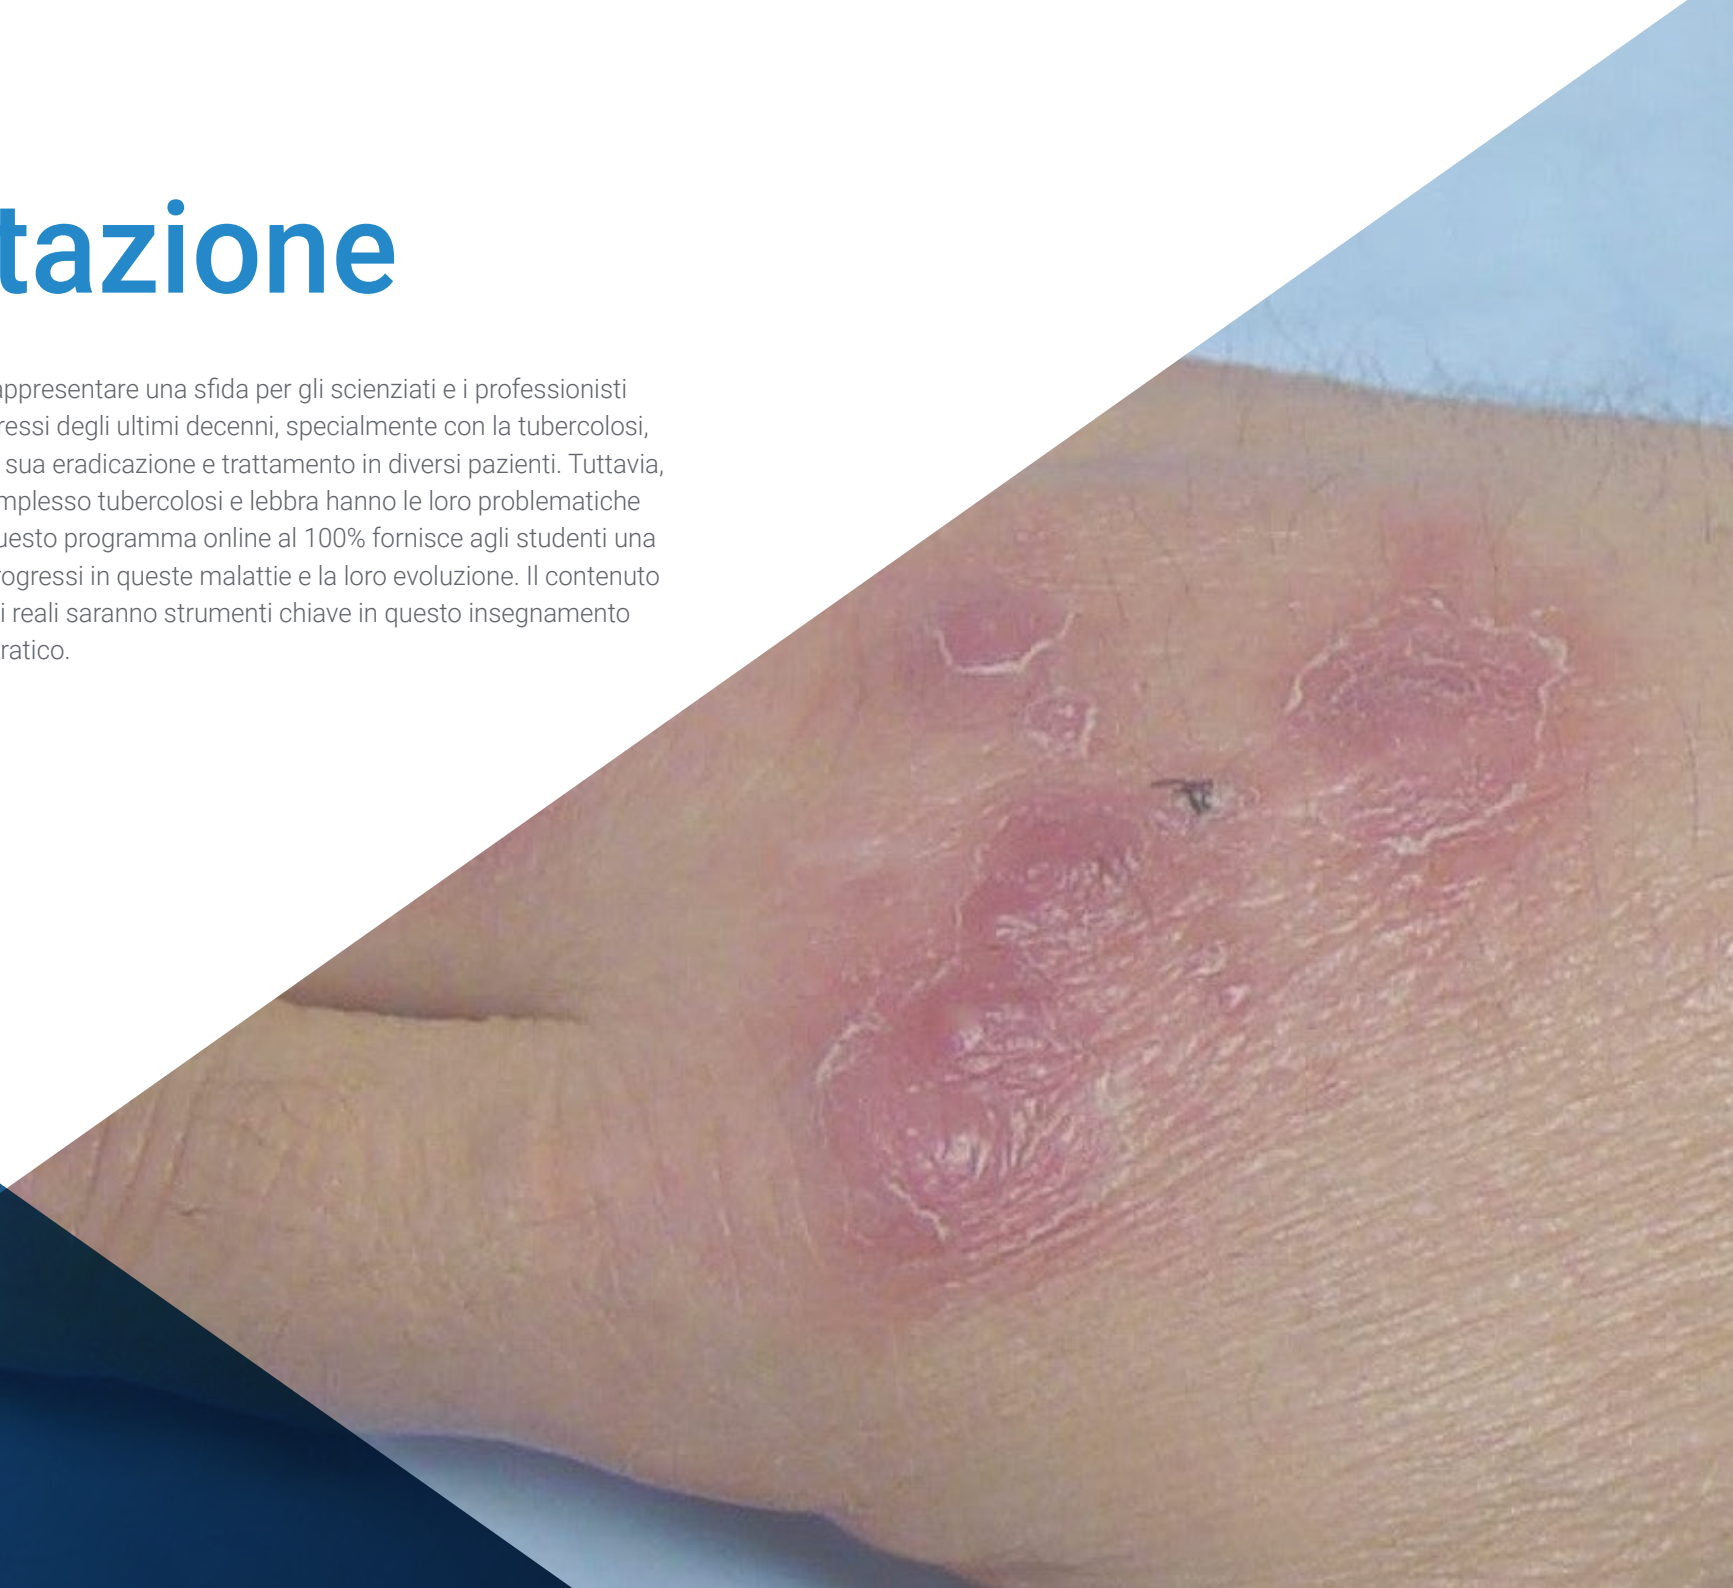 tazione
appresentare una sfida per gli scienziati e i professionisti
ressi degli ultimi decenni, specialmente con la tubercolosi,
sua eradicazione e trattamento in diversi pazienti. Tuttavia,
mplesso tubercolosi e lebbra hanno le loro problematiche
uesto programma online al 100% fornisce agli studenti una
rogressi in queste malattie e la loro evoluzione. Il contenuto
i reali saranno strumenti chiave in questo insegnamento
ratico.